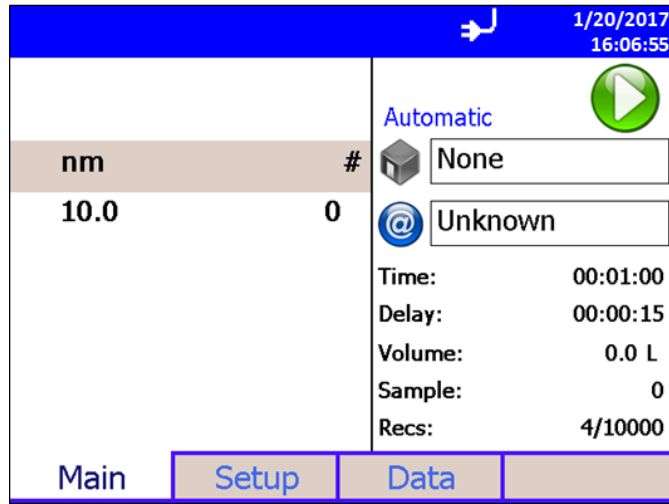 1/20/2017
16:06:55
Automatic
nm #
10.0 0
None
@ Unknown
Time: 00:01:00
Delay: 00:00:15
Volume: 0.0 L
Sample: 0
Recs: 4/10000
Main Setup Data